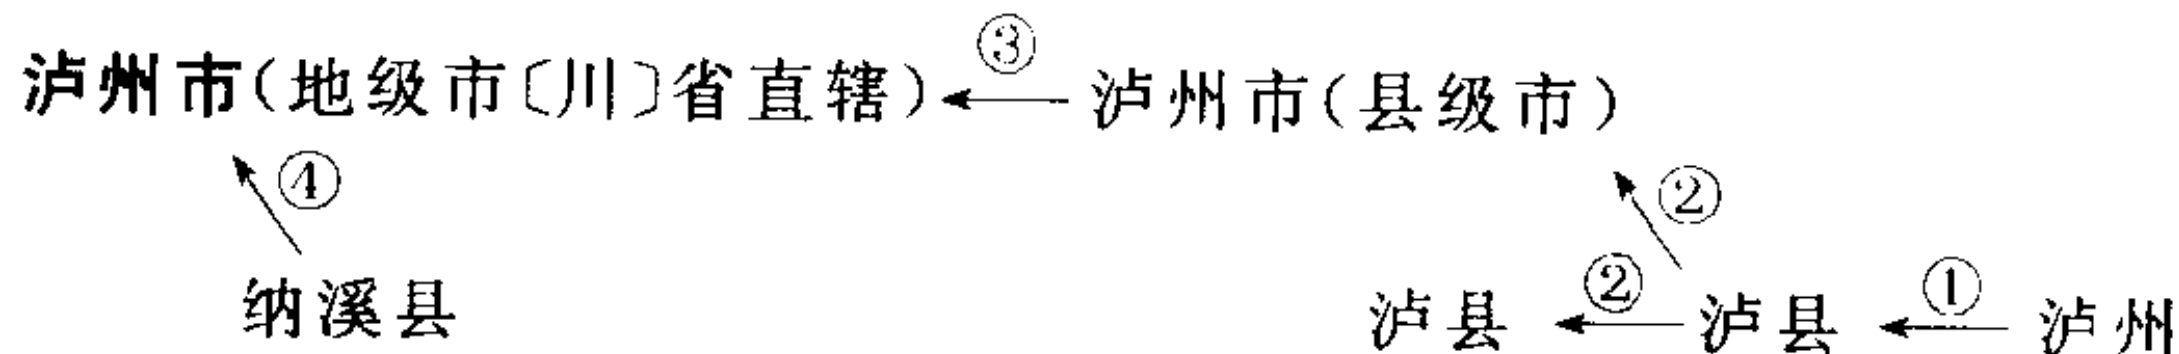 ③
泸州市(地级市〔川〕省直辖) 泸州市(县级市)
④ ②
纳溪县 泸县 ② 泸县 ① 泸州